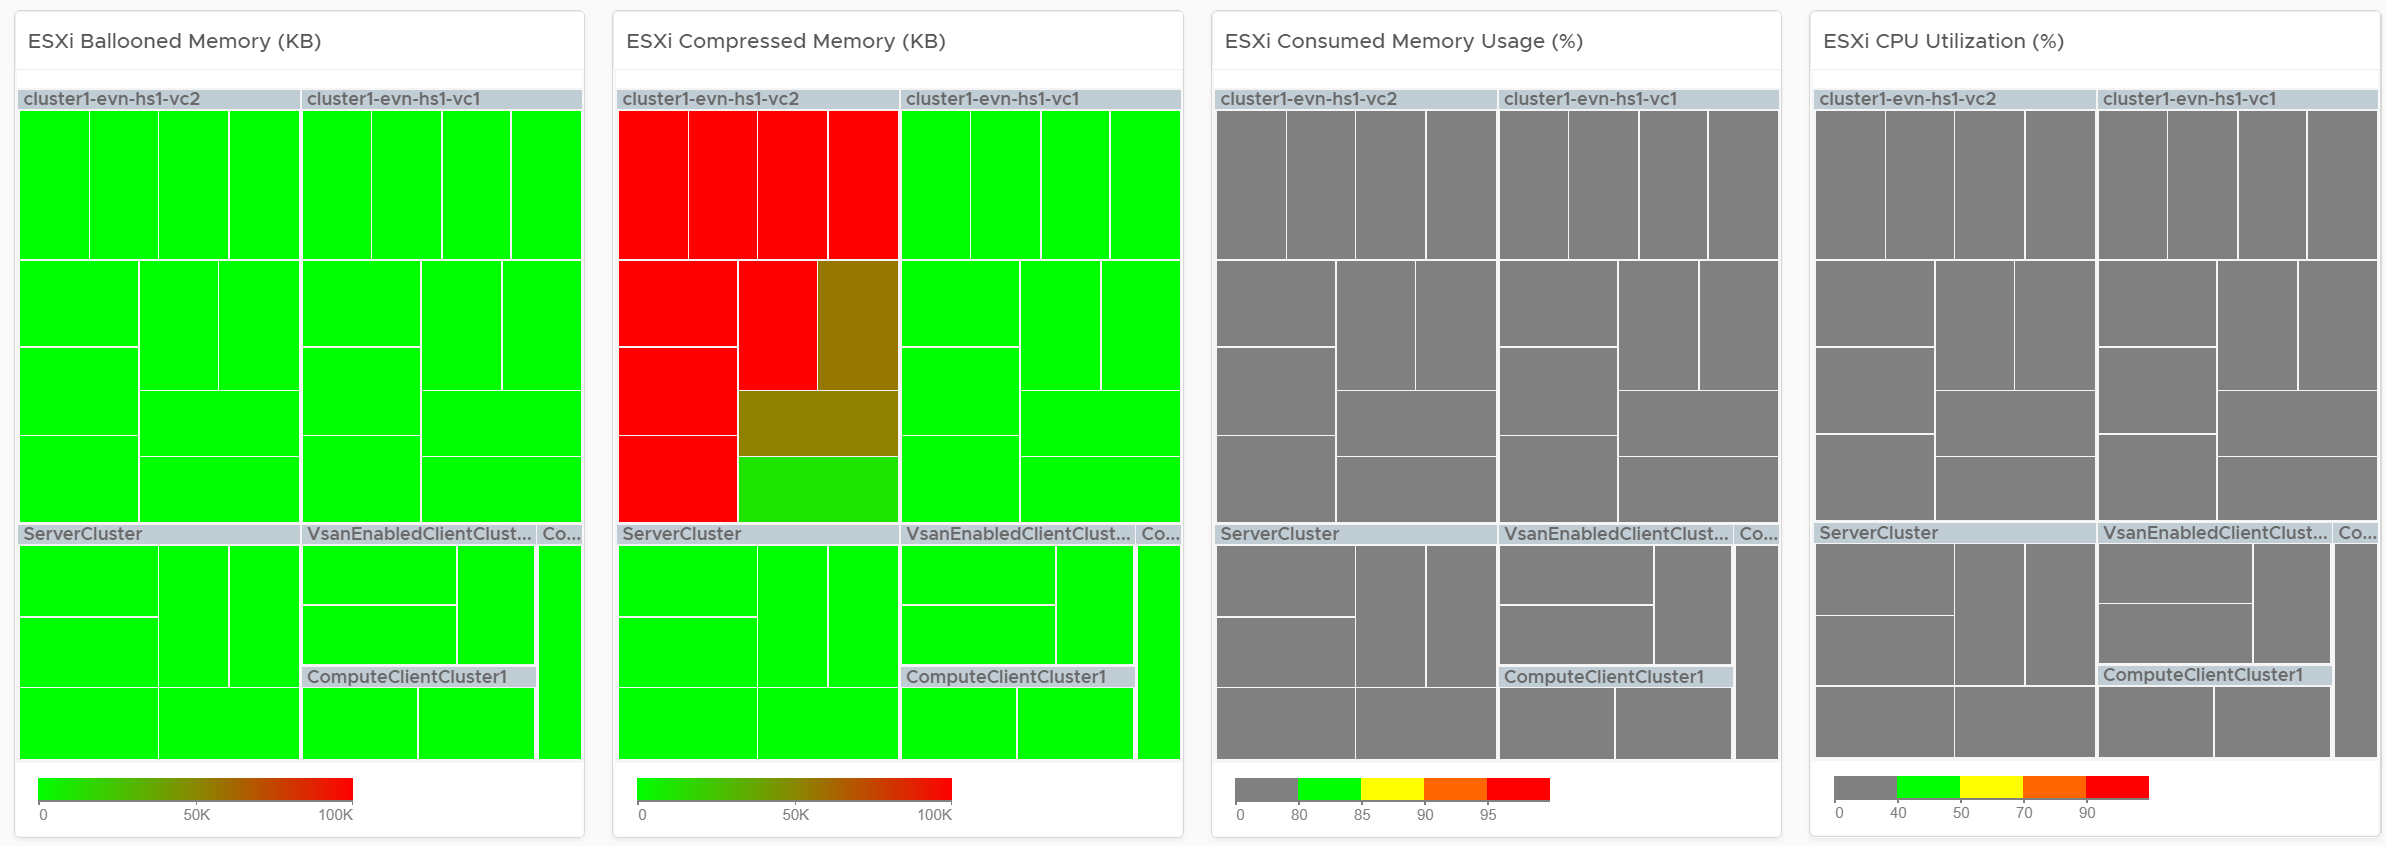 ESXi Ballooned Memory (KB)
cluster1-evn-hs1-vc2
cluster1-evn-hs1-vc1
ServerCluster
VsanEnabledClientClust...
Co...
ComputeClientCluster1
0
50K
100K
ESXi Compressed Memory (KB)
cluster1-evn-hs1-vc2
cluster1-evn-hs1-vc1
ServerCluster
VsanEnabledClientClust...
Co...
ComputeClientCluster1
0
50K
100K
ESXi Consumed Memory Usage (%)
cluster1-evn-hs1-vc2
cluster1-evn-hs1-vc1
ServerCluster
VsanEnabledClientClust...
Co...
ComputeClientCluster1
0
80
85
90
95
ESXi CPU Utilization (%)
cluster1-evn-hs1-vc2
cluster1-evn-hs1-vc1
ServerCluster
VsanEnabledClientClust...
Co...
ComputeClientCluster1
0
40
50
70
90